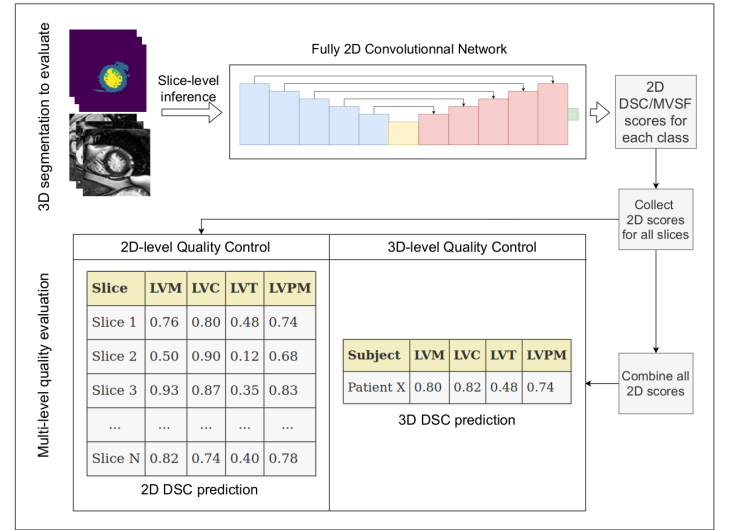 3D segmentation to evaluate
Slice-level
inference
Fully 2D Convolutionnal Network
2D
DSC/MVSF
scores for
each class
Collect
2D scores
for all slices
Combine all
2D scores
Multi-level quality evaluation
2D-level Quality Control
Slice LVM LVC LVT LVPM
Slice 1 0.76 0.80 0.48 0.74
Slice 2 0.50 0.90 0.12 0.68
Slice 3 0.93 0.87 0.35 0.83
... ... ... ... ...
Slice N 0.82 0.74 0.40 0.78
2D DSC prediction
3D-level Quality Control
Subject LVM LVC LVT LVPM
Patient X 0.80 0.82 0.48 0.74
3D DSC prediction